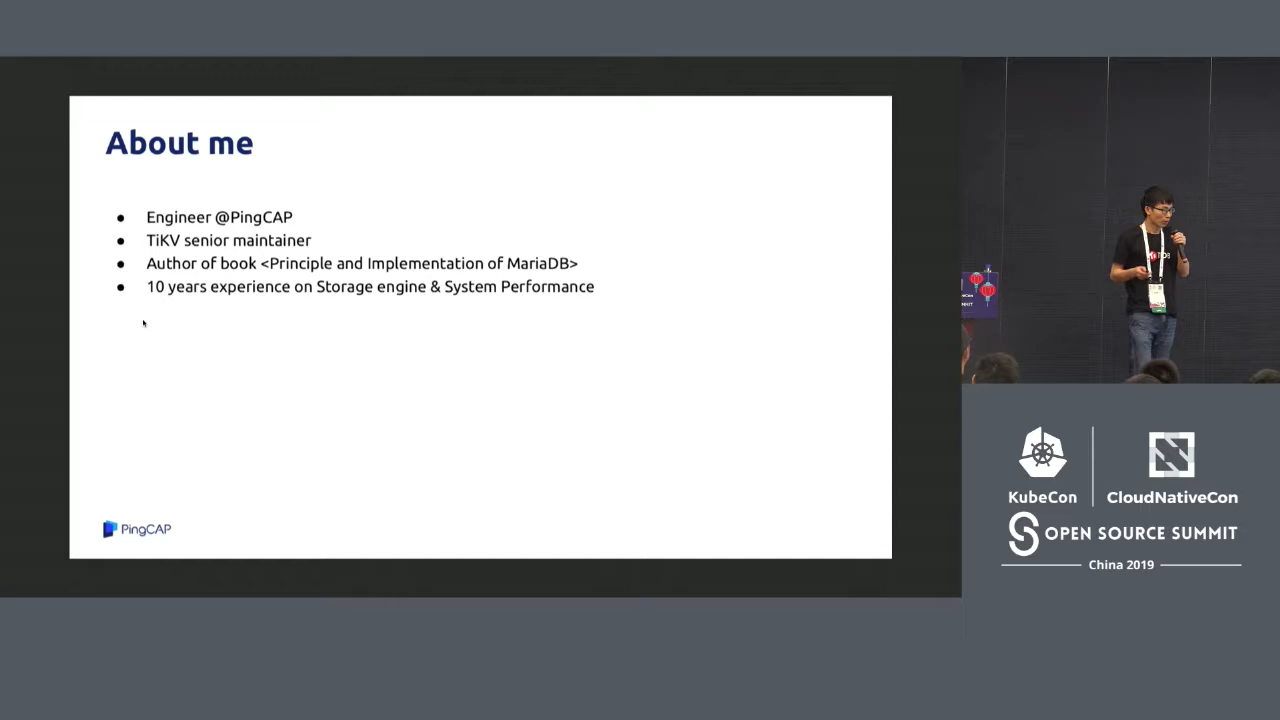 About me
● Engineer @PingCAP
● TiKV senior maintainer
● Author of book <Principle and Implementation of MariaDB>
● 10 years experience on Storage engine & System Performance
PingCAP
KubeCon
CloudNativeCon
OPEN SOURCE SUMMIT
China 2019